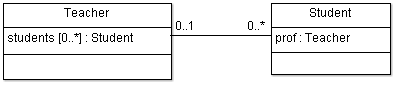 Teacher
students [0..*] : Student
0..1
0..*
Student
prof : Teacher